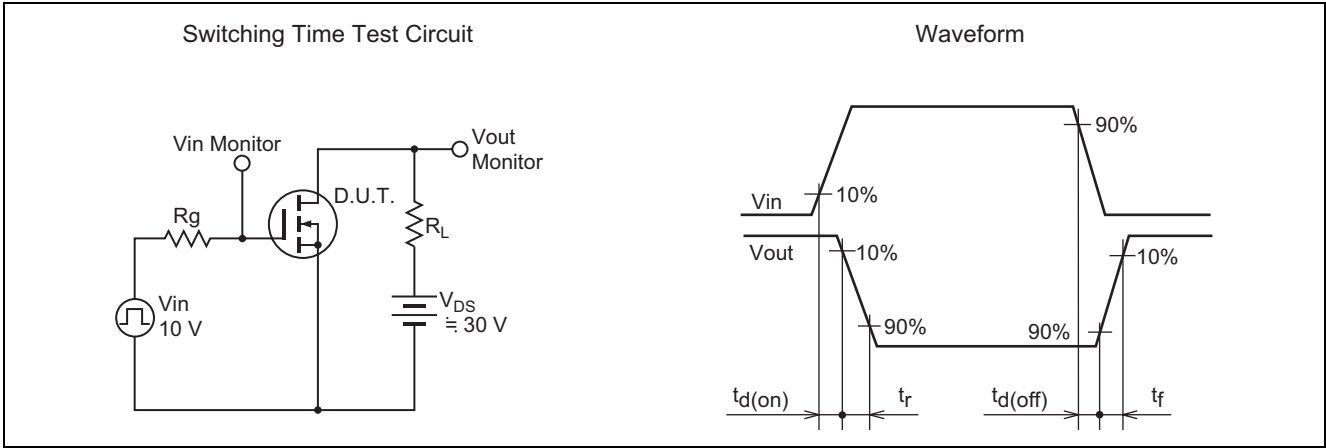 Switching Time Test Circuit
Vin Monitor
Vout
Monitor
D.U.T.
Rg
RL
Vin
10 V
VDS
≒ 30 V
Waveform
90%
10%
Vin
Vout
10%
10%
90%
90%
td(on)
tr
td(off)
tf